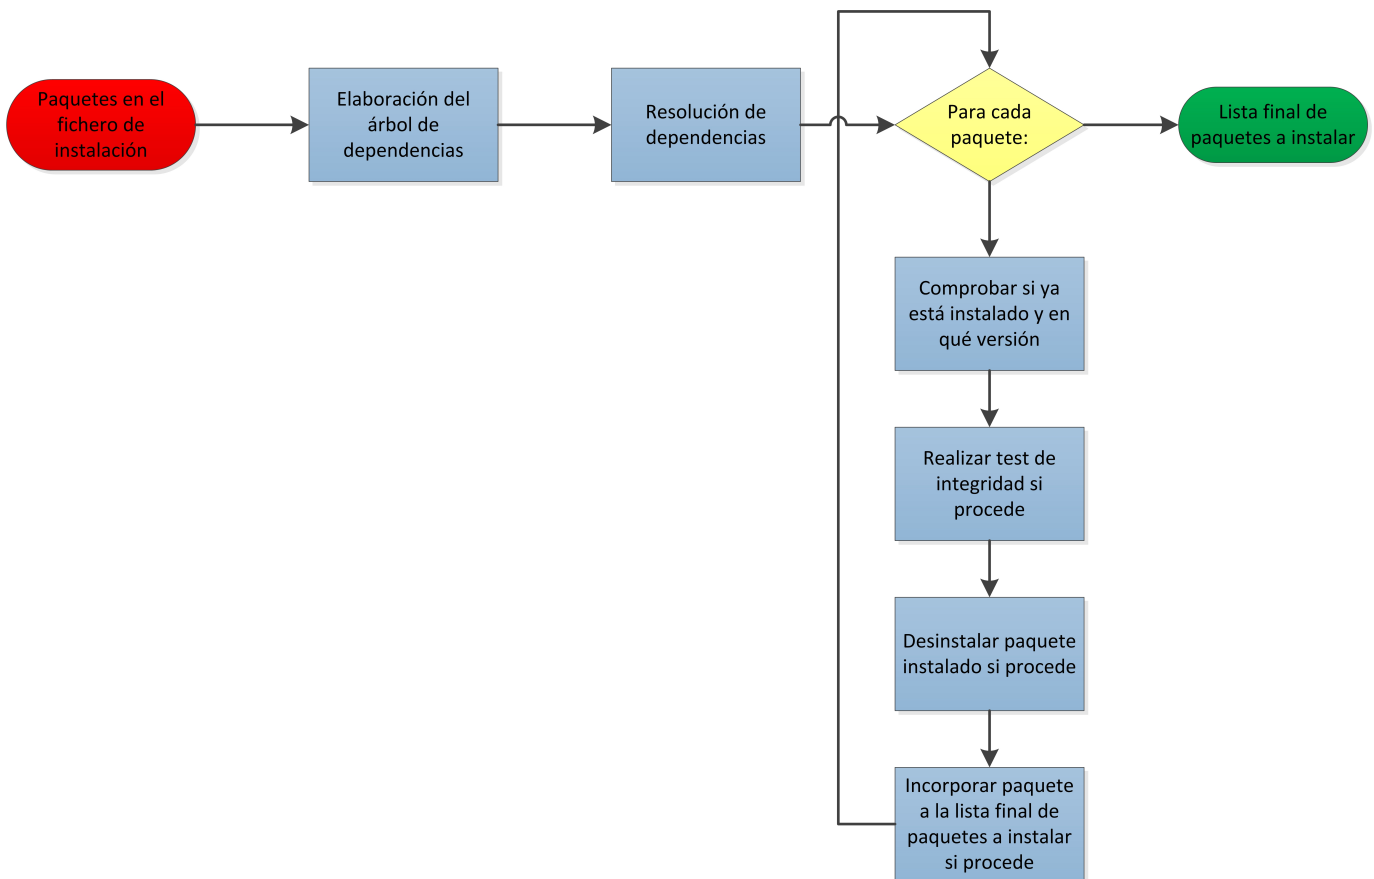 Paquetes en el
fichero de
instalación
Elaboración del
árbol de
dependencias
Resolución de
dependencias
Para cada
paquete:
Lista final de
paquetes a instalar
Comprobar si ya
está instalado y en
qué versión
Realizar test de
integridad si
procede
Desinstalar paquete
instalado si procede
Incorporar paquete
a la lista final de
paquetes a instalar
si procede